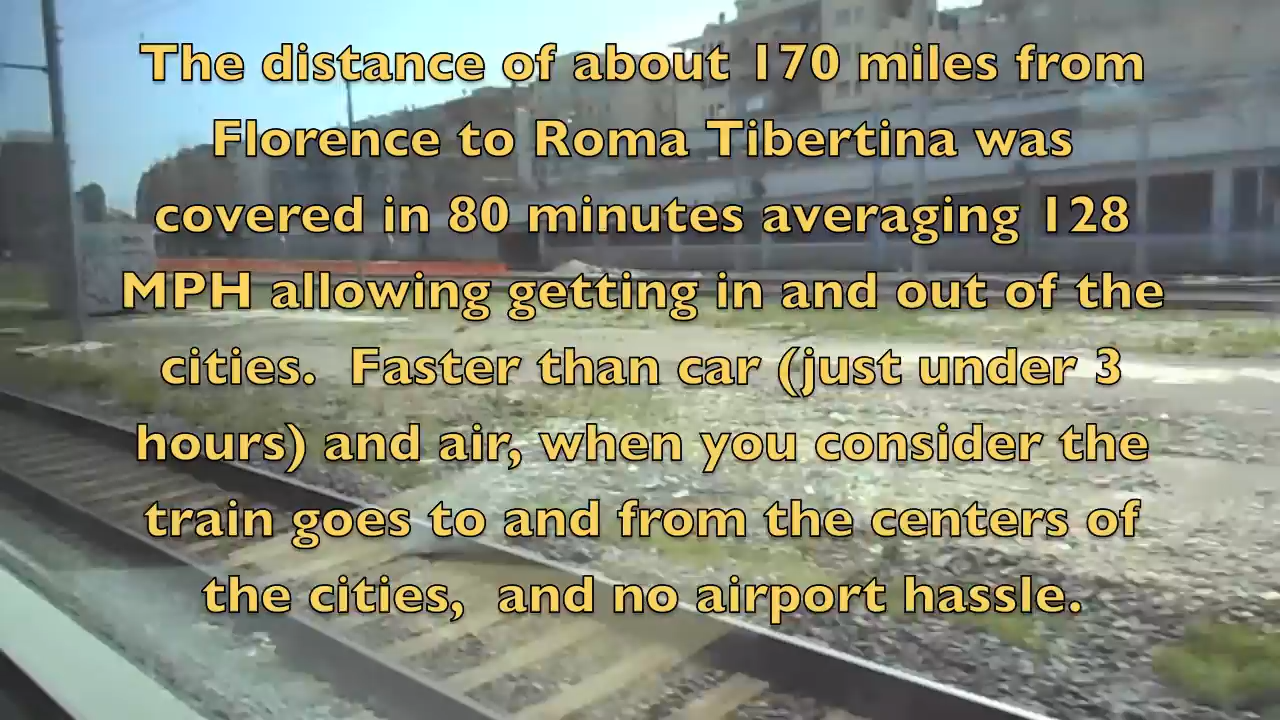 The distance of about 170 miles from
Florence to Roma Tibertina was
covered in 80 minutes averaging 128
MPH allowing getting in and out of the
cities.  Faster than car (just under 3
hours) and air, when you consider the
train goes to and from the centers of
the cities,  and no airport hassle.